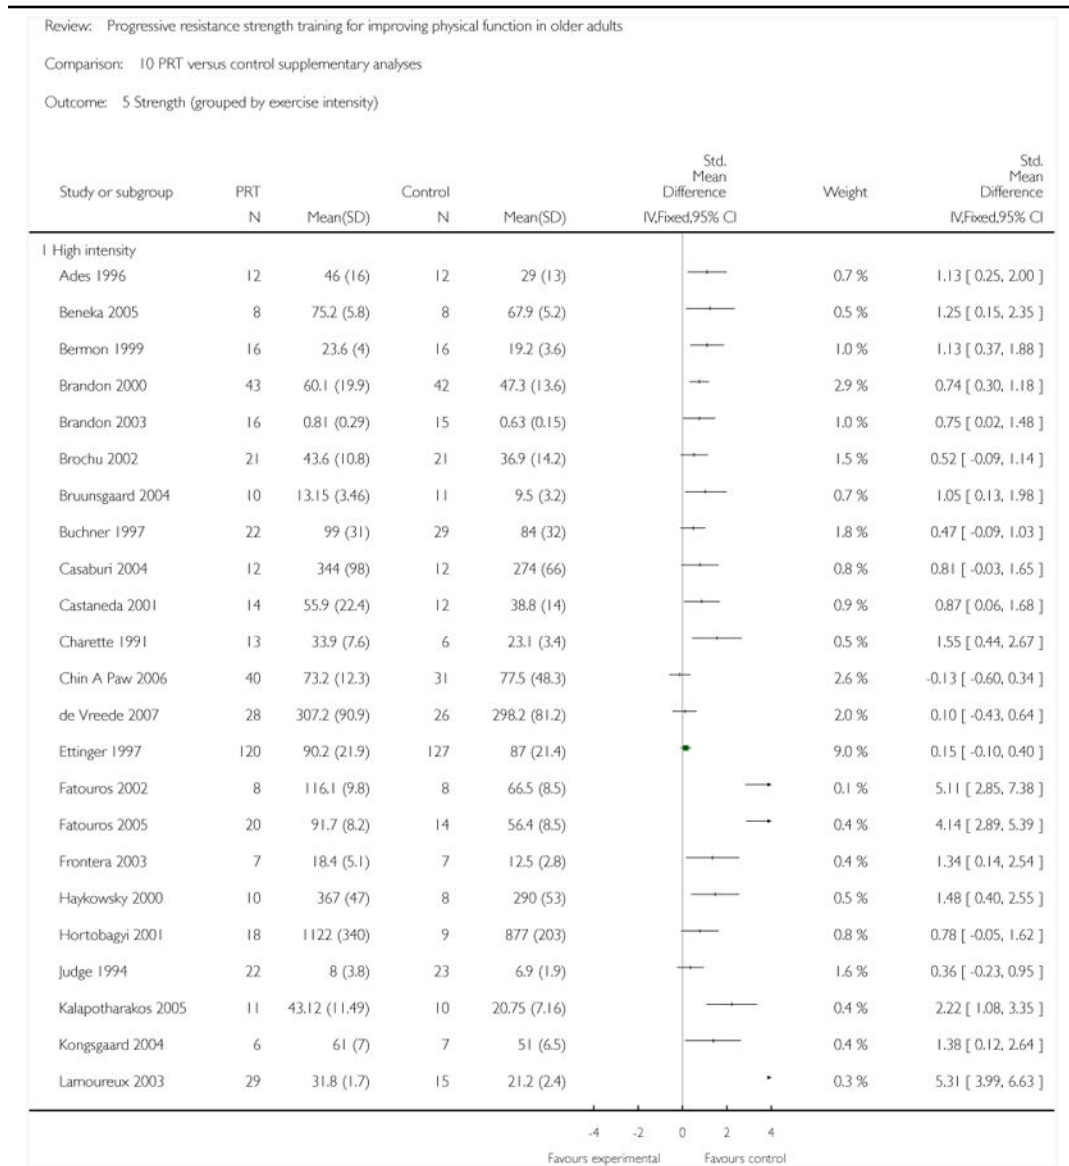 Review: Progressive resistance strength training for improving physical function in older adults
Comparison: 10 PRT versus control supplementary analyses
Outcome: 5 Strength (grouped by exercise intensity)
Study or subgroup PRT Control Std. Mean Difference Weight Std. Mean Difference
N Mean(SD) N Mean(SD) IV,Fixed,95% CI IV,Fixed,95% CI
1 High intensity
Ades 1996 12 46 (16) 12 29 (13) 0.7 % 1.13 [ 0.25, 2.00 ]
Beneka 2005 8 75.2 (5.8) 8 67.9 (5.2) 0.5 % 1.25 [ 0.15, 2.35 ]
Bermon 1999 16 23.6 (4) 16 19.2 (3.6) 1.0 % 1.13 [ 0.37, 1.88 ]
Brandon 2000 43 60.1 (19.9) 42 47.3 (13.6) 2.9 % 0.74 [ 0.30, 1.18 ]
Brandon 2003 16 0.81 (0.29) 15 0.63 (0.15) 1.0 % 0.75 [ 0.02, 1.48 ]
Brochu 2002 21 43.6 (10.8) 21 36.9 (14.2) 1.5 % 0.52 [ -0.09, 1.14 ]
Bruunsgaard 2004 10 13.15 (3.46) 11 9.5 (3.2) 0.7 % 1.05 [ 0.13, 1.98 ]
Buchner 1997 22 99 (31) 29 84 (32) 1.8 % 0.47 [ -0.09, 1.03 ]
Casaburi 2004 12 344 (98) 12 274 (66) 0.8 % 0.81 [ -0.03, 1.65 ]
Castaneda 2001 14 55.9 (22.4) 12 38.8 (14) 0.9 % 0.87 [ 0.06, 1.68 ]
Charette 1991 13 33.9 (7.6) 6 23.1 (3.4) 0.5 % 1.55 [ 0.44, 2.67 ]
Chin A Paw 2006 40 73.2 (12.3) 31 77.5 (48.3) 2.6 % -0.13 [ -0.60, 0.34 ]
de Vreede 2007 28 307.2 (90.9) 26 298.2 (81.2) 2.0 % 0.10 [ -0.43, 0.64 ]
Ettinger 1997 120 90.2 (21.9) 127 87 (21.4) 9.0 % 0.15 [ -0.10, 0.40 ]
Fatouros 2002 8 116.1 (9.8) 8 66.5 (8.5) 0.1 % 5.11 [ 2.85, 7.38 ]
Fatouros 2005 20 91.7 (8.2) 14 56.4 (8.5) 0.4 % 4.14 [ 2.89, 5.39 ]
Frontera 2003 7 18.4 (5.1) 7 12.5 (2.8) 0.4 % 1.34 [ 0.14, 2.54 ]
Haykowsky 2000 10 367 (47) 8 290 (53) 0.5 % 1.48 [ 0.40, 2.55 ]
Hortobagyi 2001 18 1122 (340) 9 877 (203) 0.8 % 0.78 [ -0.05, 1.62 ]
Judge 1994 22 8 (3.8) 23 6.9 (1.9) 1.6 % 0.36 [ -0.23, 0.95 ]
Kalapotharakos 2005 11 43.12 (11.49) 10 20.75 (7.16) 0.4 % 2.22 [ 1.08, 3.35 ]
Kongsgaard 2004 6 61 (7) 7 51 (6.5) 0.4 % 1.38 [ 0.12, 2.64 ]
Lamoureux 2003 29 31.8 (1.7) 15 21.2 (2.4) 0.3 % 5.31 [ 3.99, 6.63 ]
-4 -2 0 2 4
Favours experimental Favours control